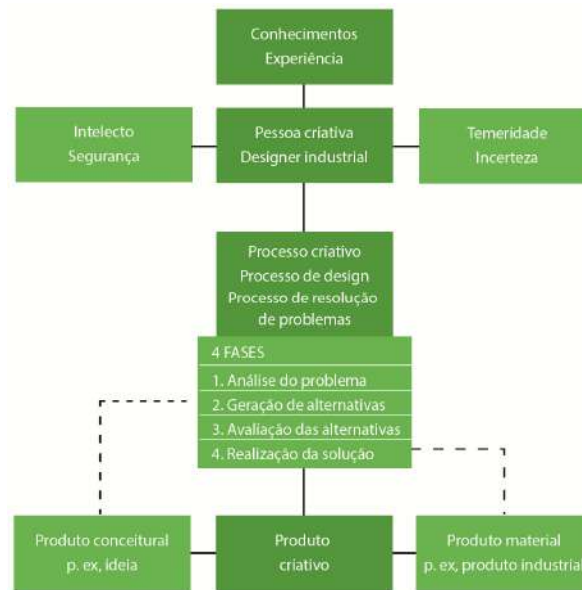 Conhecimentos
Experiência
Intelecto
Segurança
Pessoa criativa
Designer industrial
Temeridade
Incerteza
Processo criativo
Processo de design
Processo de resolução
de problemas
4 FASES
1. Análise do problema
2. Geração de alternativas
3. Avaliação das alternativas
4. Realização da solução
Produto conceitural
p. ex, ideia
Produto
criativo
Produto material
p. ex, produto industrial